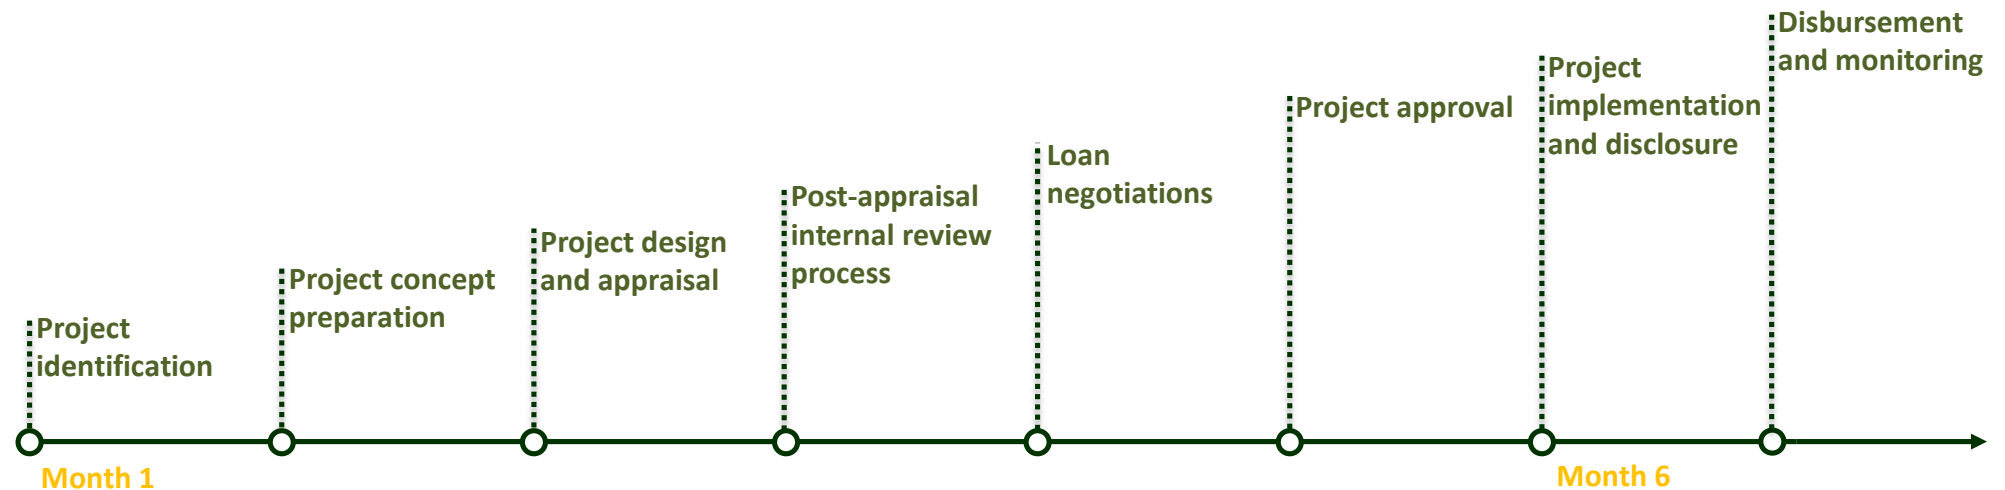 Project
identification
Project concept
preparation
Project design
and appraisal
Post-appraisal
internal review
process
Loan
negotiations
Project approval
Project
implementation
and disclosure
Disbursement
and monitoring
Month 1
Month 6